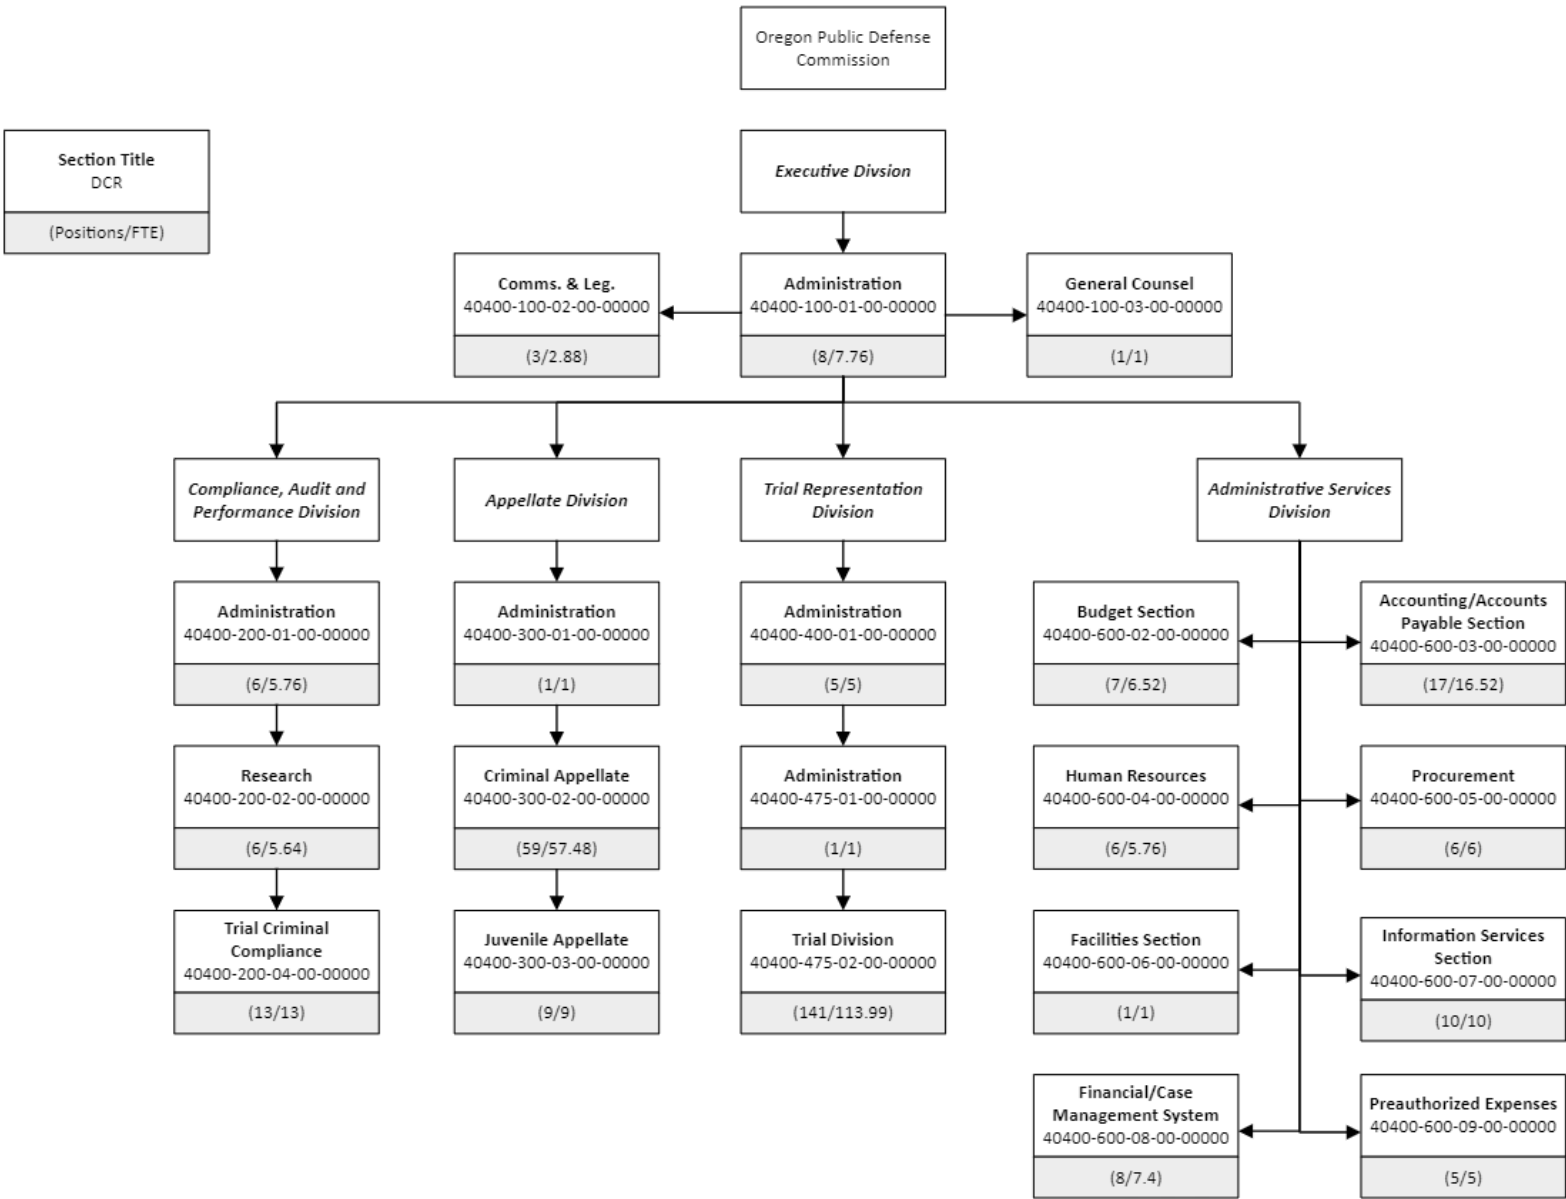 Oregon Public Defense
Commission
Section Title
DCR
(Positions/FTE)
Executive Divsion
Comms. & Leg.
40400-100-02-00-00000
(3/2.88)
Administration
40400-100-01-00-00000
(8/7.76)
General Counsel
40400-100-03-00-00000
(1/1)
Compliance, Audit and
Performance Division
Appellate Division
Trial Representation
Division
Administrative Services
Division
Administration
40400-200-01-00-00000
(6/5.76)
Administration
40400-300-01-00-00000
(1/1)
Administration
40400-400-01-00-00000
(5/5)
Budget Section
40400-600-02-00-00000
(7/6.52)
Accounting/Accounts
Payable Section
40400-600-03-00-00000
(17/16.52)
Research
40400-200-02-00-00000
(6/5.64)
Criminal Appellate
40400-300-02-00-00000
(59/57.48)
Administration
40400-475-01-00-00000
(1/1)
Human Resources
40400-600-04-00-00000
(6/5.76)
Procurement
40400-600-05-00-00000
(6/6)
Trial Criminal
Compliance
40400-200-04-00-00000
(13/13)
Juvenile Appellate
40400-300-03-00-00000
(9/9)
Trial Division
40400-475-02-00-00000
(141/113.99)
Facilities Section
40400-600-06-00-00000
(1/1)
Information Services
Section
40400-600-07-00-00000
(10/10)
Financial/Case
Management System
40400-600-08-00-00000
(8/7.4)
Preauthorized Expenses
40400-600-09-00-00000
(5/5)